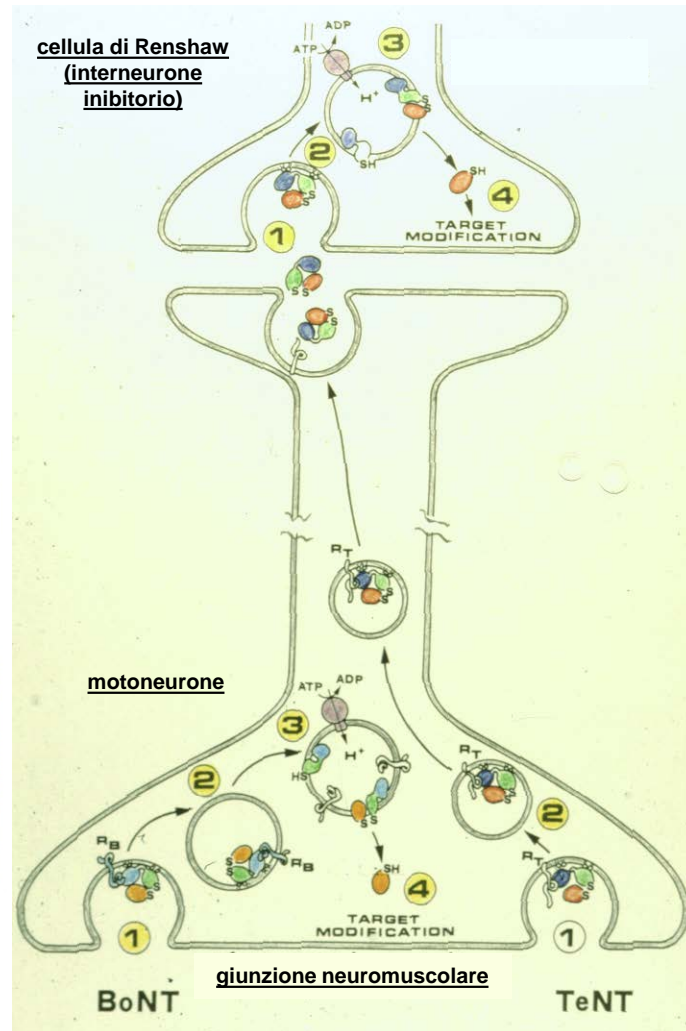 cellula di Renshaw
(interneurone
inibitorio)
ADP
ATP
3
H+
S
S
2
SH
SH
4
S
S
TARGET
MODIFICATION
1
S
S
S
S
RT
S
S
motoneurone
ATP
ADP
3
H+
HS
2
RT
2
S
S
RB
RB
S
S
S
S
RT
S
S
SH
4
S
S
1
TARGET
MODIFICATION
1
giunzione neuromuscolare
BoNT
TeNT